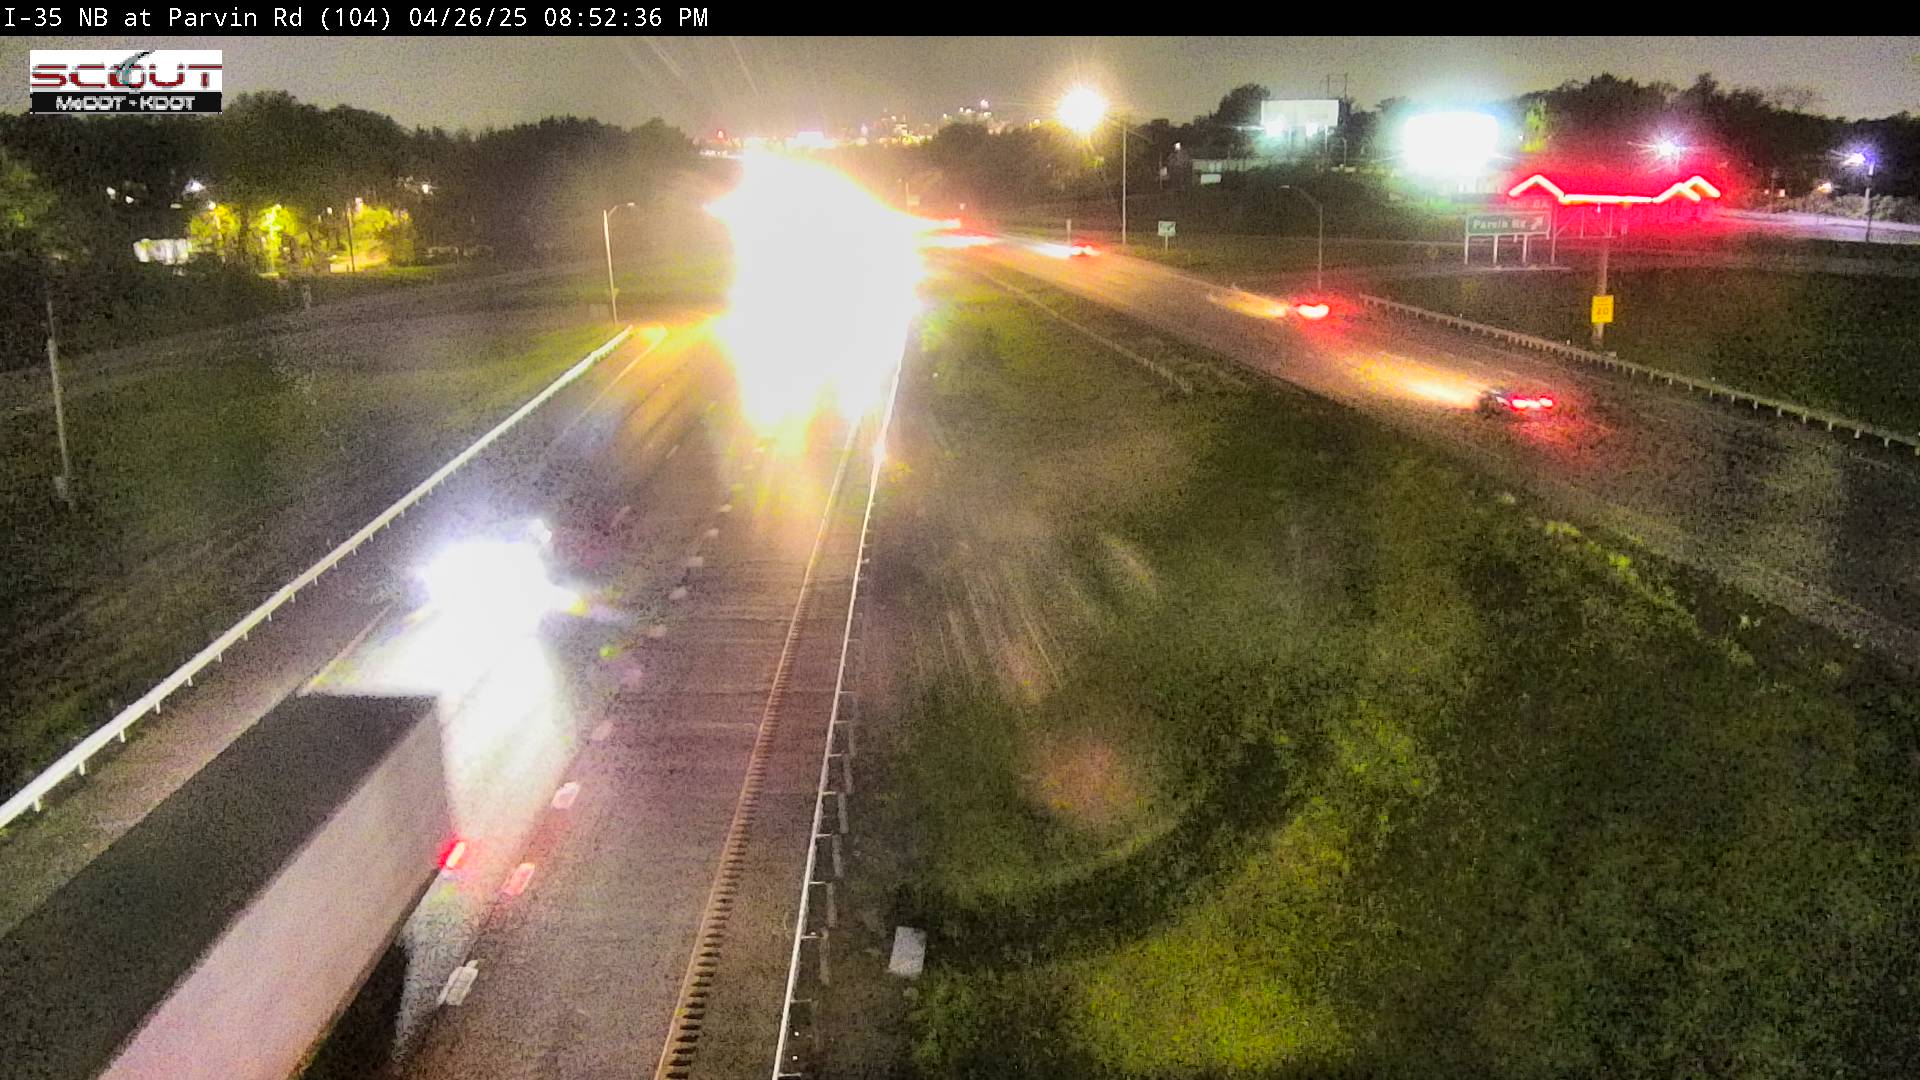 I-35 NB at Parvin Rd (104) 04/26/25 08:52:36 PM
SCOUT
MoDOT - KDOT
Parvin Rd